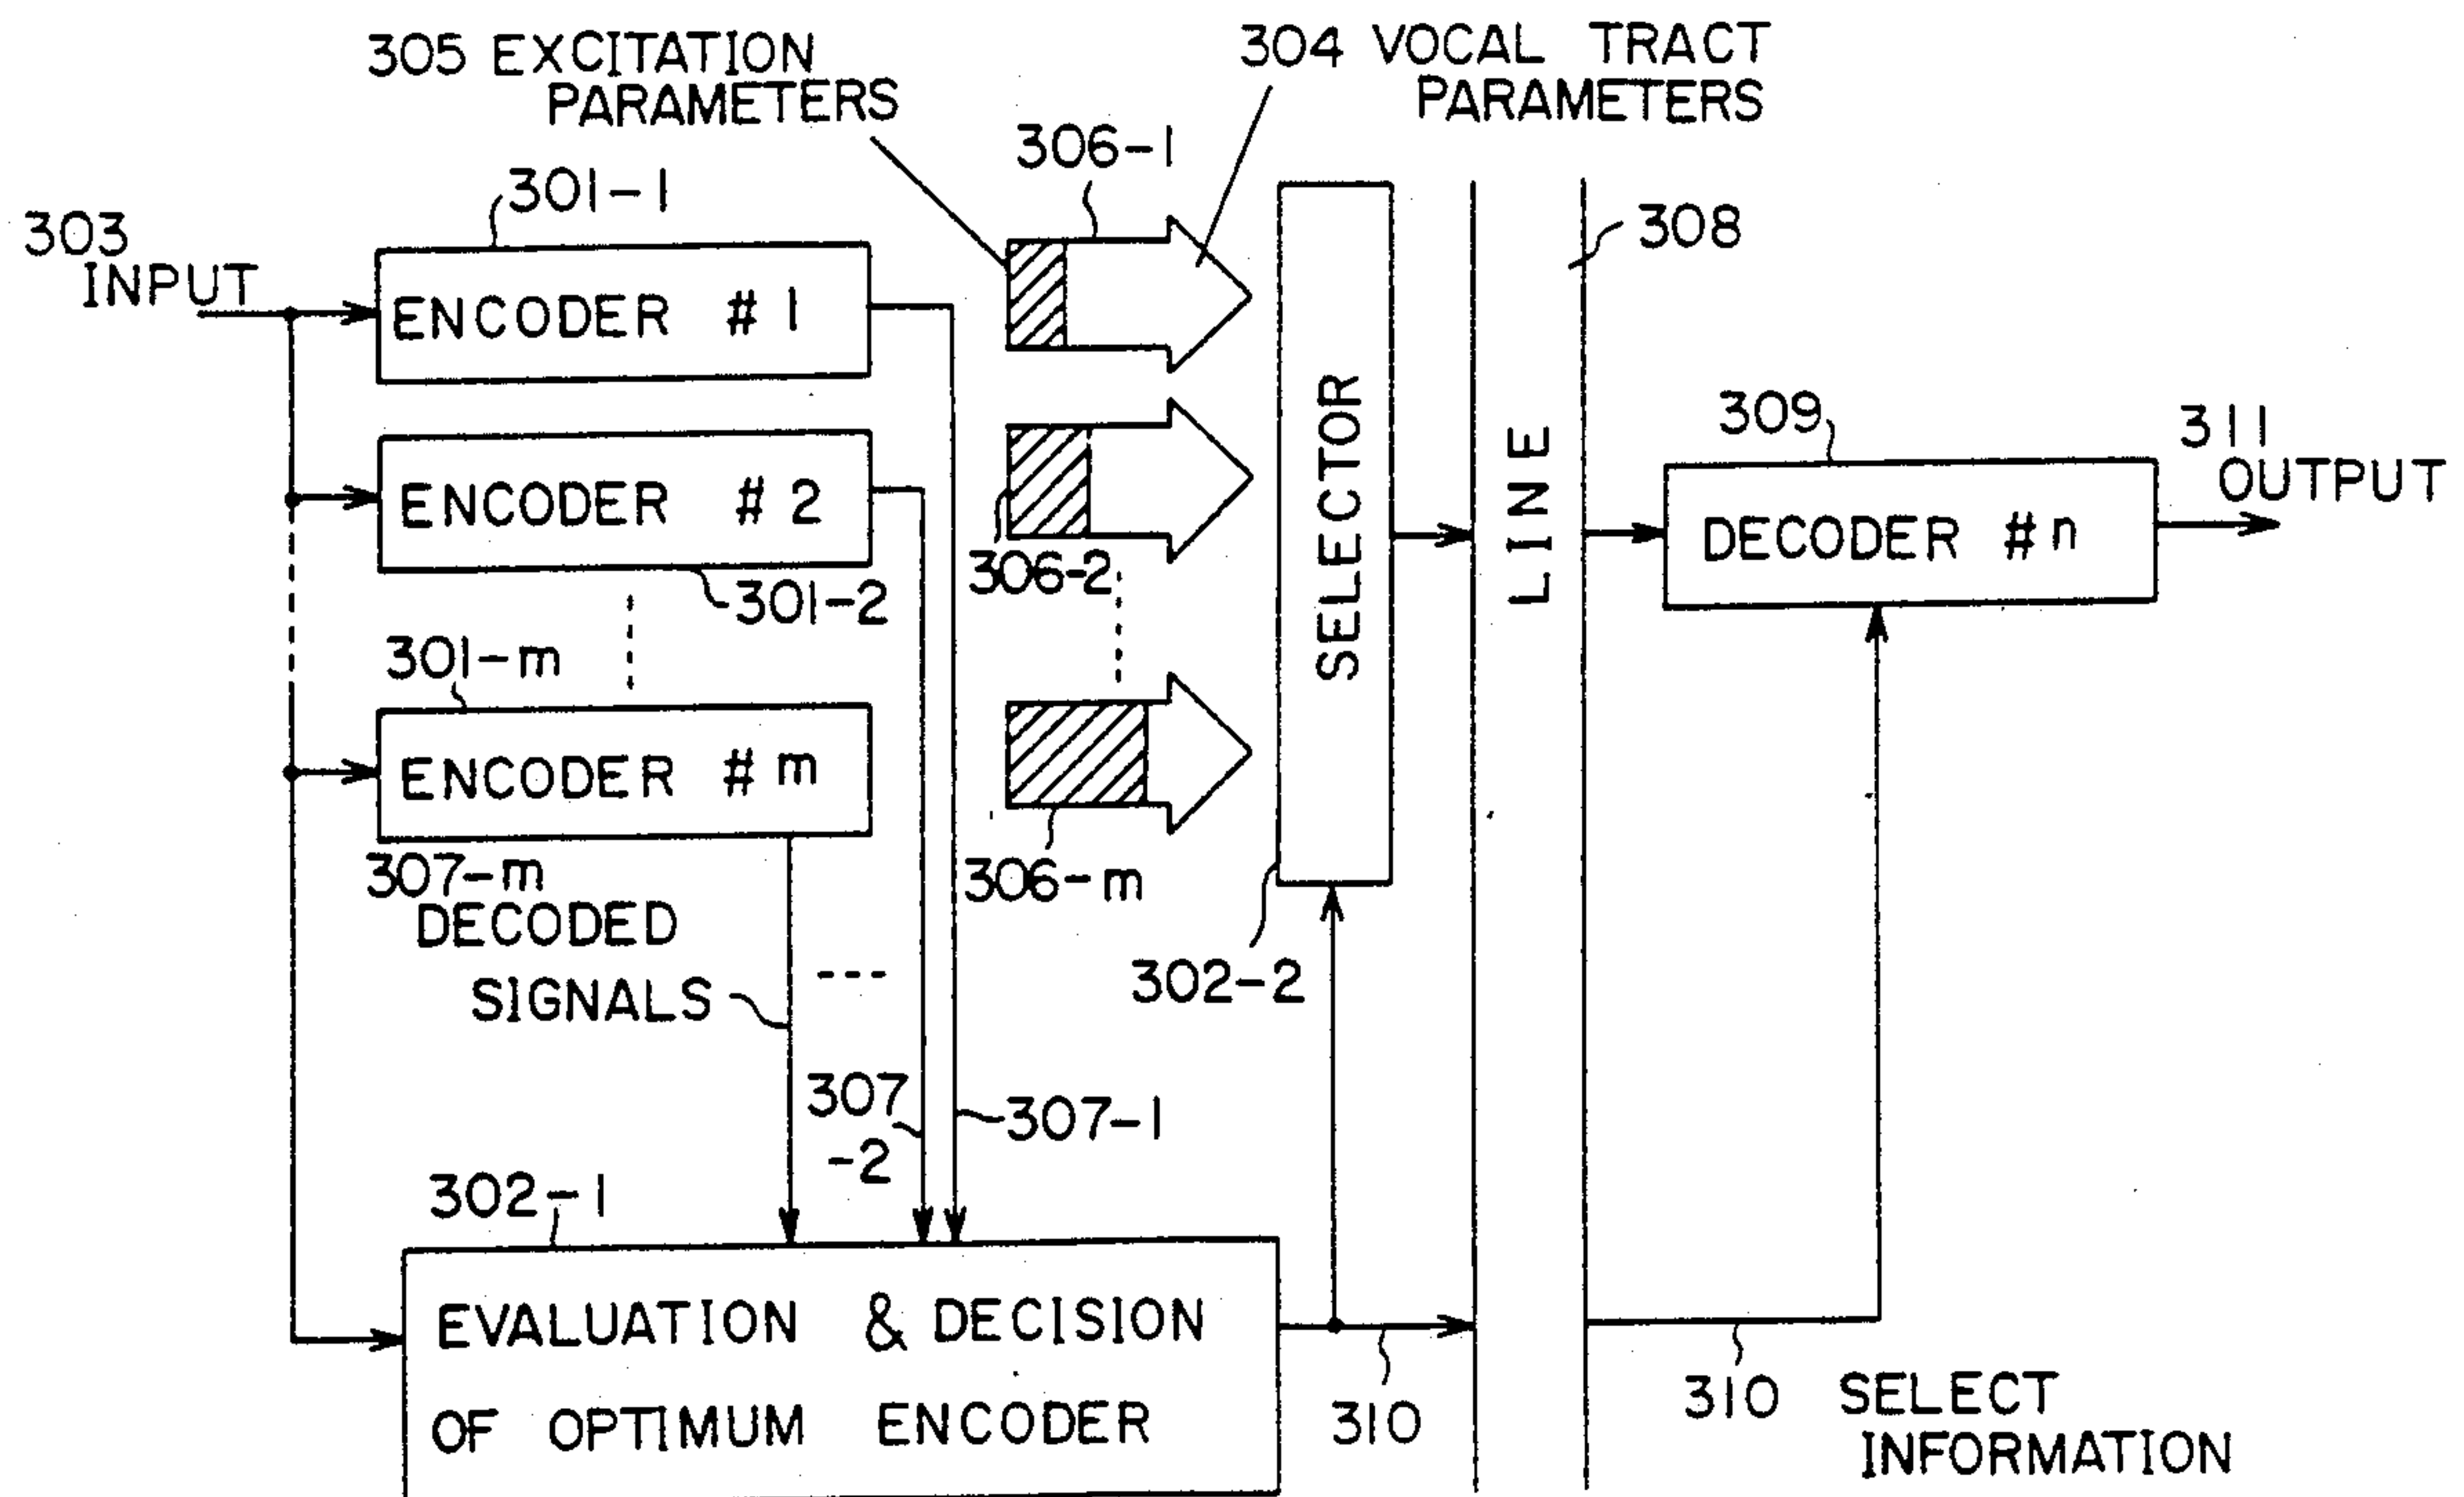 305 EXCITATION
PARAMETERS
304 VOCAL TRACT
PARAMETERS
306-1
301-1
303
INPUT
308
ENCODER #1
309
311
OUTPUT
ENCODER #2
SELECTOR
LINE
DECODER #n
306-2
301-2
301-m
ENCODER #m
307-m
DECODED
SIGNALS
306-m
302-2
307
-2
307-1
302-1
EVALUATION & DECISION
OF OPTIMUM ENCODER
310
310 SELECT
INFORMATION